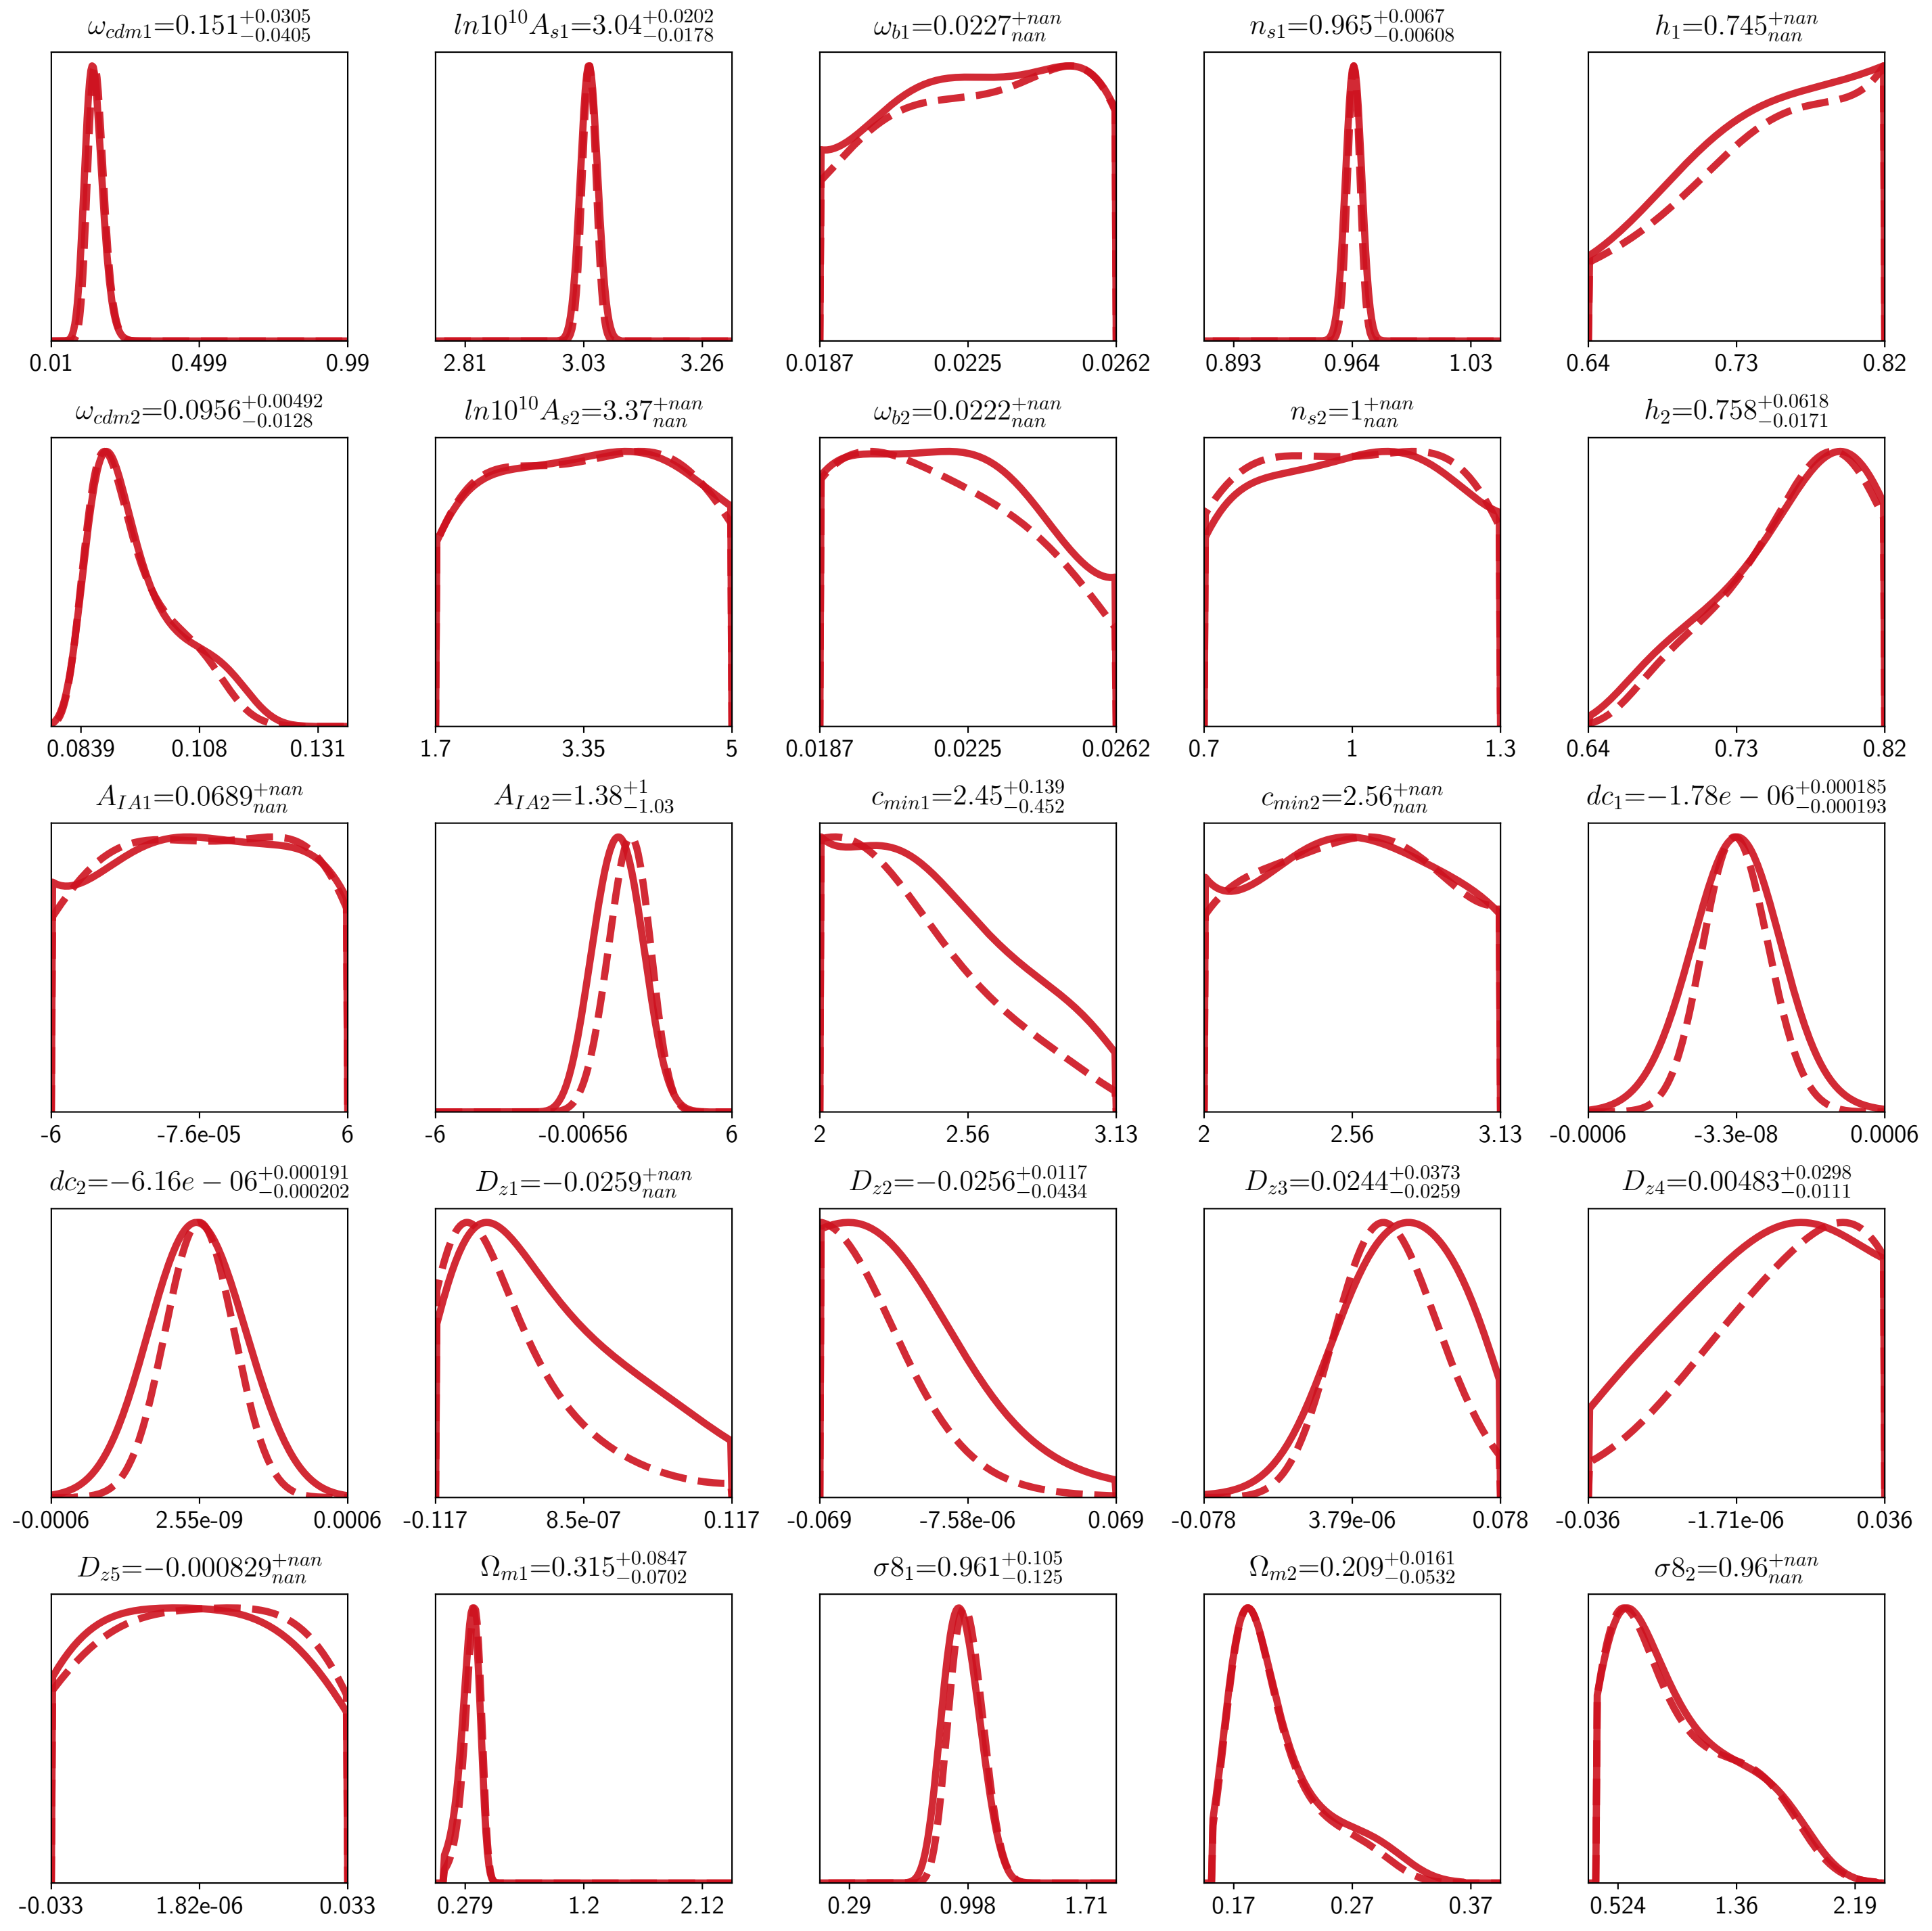 ω_{cdm1}=0.151^{+0.0305}_{-0.0405} ln10^{10}A_{s1}=3.04^{+0.0202}_{-0.0178} ω_{b1}=0.0227^{+nan}_{nan} n_{s1}=0.965^{+0.0067}_{-0.00608} h_1=0.745^{+nan}_{nan}
0.01 0.499 0.99 2.81 3.03 3.26 0.0187 0.0225 0.0262 0.893 0.964 1.03 0.64 0.73 0.82
ω_{cdm2}=0.0956^{+0.00492}_{-0.0128} ln10^{10}A_{s2}=3.37^{+nan}_{nan} ω_{b2}=0.0222^{+nan}_{nan} n_{s2}=1^{+nan}_{nan} h_2=0.758^{+0.0618}_{-0.0171}
0.0839 0.108 0.131 1.7 3.35 5 0.0187 0.0225 0.0262 0.7 1 1.3 0.64 0.73 0.82
A_{IA1}=0.0689^{+nan}_{nan} A_{IA2}=1.38^{+1}_{-1.03} c_{min1}=2.45^{+0.139}_{-0.452} c_{min2}=2.56^{+nan}_{nan} dc_1=−1.78e − 06^{+0.000185}_{-0.000193}
-6 -7.6e-05 6 -6 -0.00656 6 2 2.56 3.13 2 2.56 3.13 -0.0006 -3.3e-08 0.0006
dc_2=−6.16e − 06^{+0.000191}_{-0.000202} D_{z1}=−0.0259^{+nan}_{nan} D_{z2}=−0.0256^{+0.0117}_{-0.0434} D_{z3}=0.0244^{+0.0373}_{-0.0259} D_{z4}=0.00483^{+0.0298}_{-0.0111}
-0.0006 2.55e-09 0.0006 -0.117 8.5e-07 0.117 -0.069 -7.58e-06 0.069 -0.078 3.79e-06 0.078 -0.036 -1.71e-06 0.036
D_{z5}=−0.000829^{+nan}_{nan} Ω_{m1}=0.315^{+0.0847}_{-0.0702} σ8_1=0.961^{+0.105}_{-0.125} Ω_{m2}=0.209^{+0.0161}_{-0.0532} σ8_2=0.96^{+nan}_{nan}
-0.033 1.82e-06 0.033 0.279 1.2 2.12 0.29 0.998 1.71 0.17 0.27 0.37 0.524 1.36 2.19